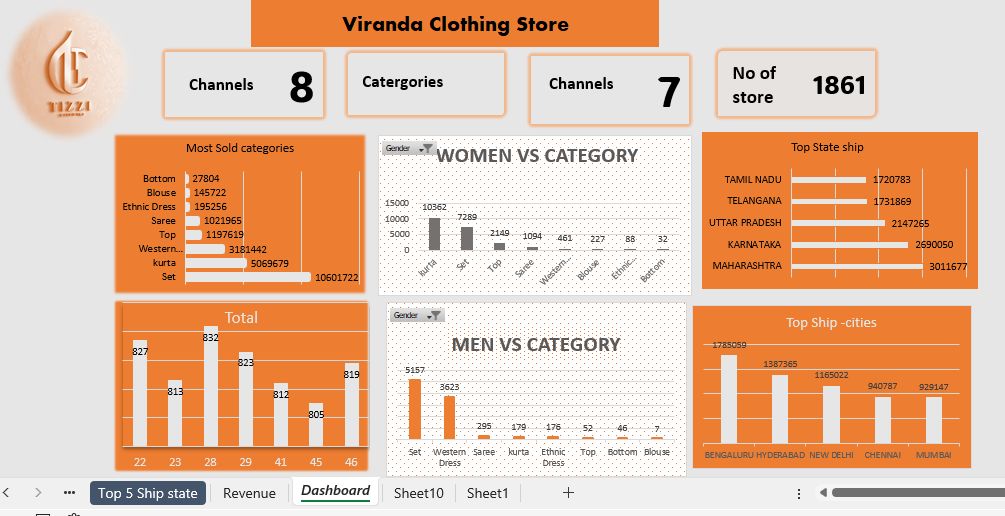 Viranda Clothing Store
TIZZI
Channels 8
Catergories
Channels 7
No of
store
1861
Most Sold categories
Bottom 27804
Blouse 145722
Ethnic Dress 195256
Saree 1021965
Top 1197619
Western... 3181442
kurta 5069679
Set 10601722
Gender
WOMEN VS CATEGORY
15000
10000
5000
0
10362 7289 2149 1094 461 227 88 32
kurta Set Top Saree Western... Blouse Ethnic... Bottom
Top State ship
TAMIL NADU 1720783
TELANGANA 1731869
UTTAR PRADESH 2147265
KARNATAKA 2690050
MAHARASHTRA 3011677
Total
827 813 832 823 812 805 819
22 23 28 29 41 45 46
Gender
MEN VS CATEGORY
5157 3623 295 179 176 52 46 7
Set Western Saree kurta Ethnic Top Bottom Blouse
Dress Dress
Top Ship -cities
1785059 1387365 1165022 940787 929147
BENGALURU HYDERABAD NEW DELHI CHENNAI MUMBAI
... Top 5 Ship state Revenue Dashboard Sheet10 Sheet1 +